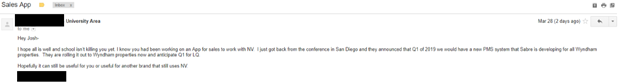 Sales App
Inbox x
University Area
Mar 28 (2 days ago)
to me
Hey Josh-
I hope all is well and school isn't killing you yet. I know you had been working on an App for sales to work with NV. I just got back from the conference in San Diego and they announced that Q1 of 2019 we would have a new PMS system that Sabre is developing for all Wyndham
properties. They are rolling it out to Wyndham properties now and anticipate Q1 for LQ.
Hopefully it can still be useful for you or useful for another brand that still uses NV.